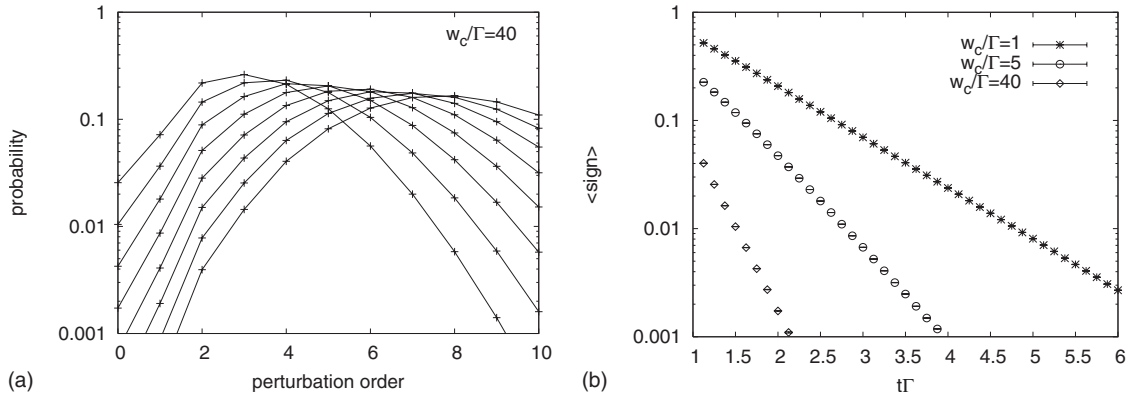 1
0.1
0.01
0.001
probability
w_c/Γ=40
0 2 4 6 8 10
perturbation order
(a)
1
0.1
0.01
0.001
<sign>
w_c/Γ=1
w_c/Γ=5
w_c/Γ=40
1 1.5 2 2.5 3 3.5 4 4.5 5 5.5 6
tΓ
(b)